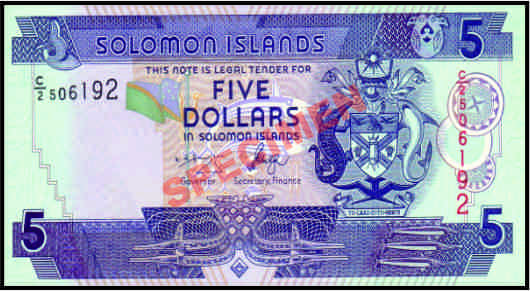 SOLOMON ISLANDS 5
THIS NOTE IS LEGAL TENDER FOR
C/2 506192
FIVE
DOLLARS
IN SOLOMON ISLANDS
SPECIMEN
Governor Secretary, Finance
C/2 506192
5 5